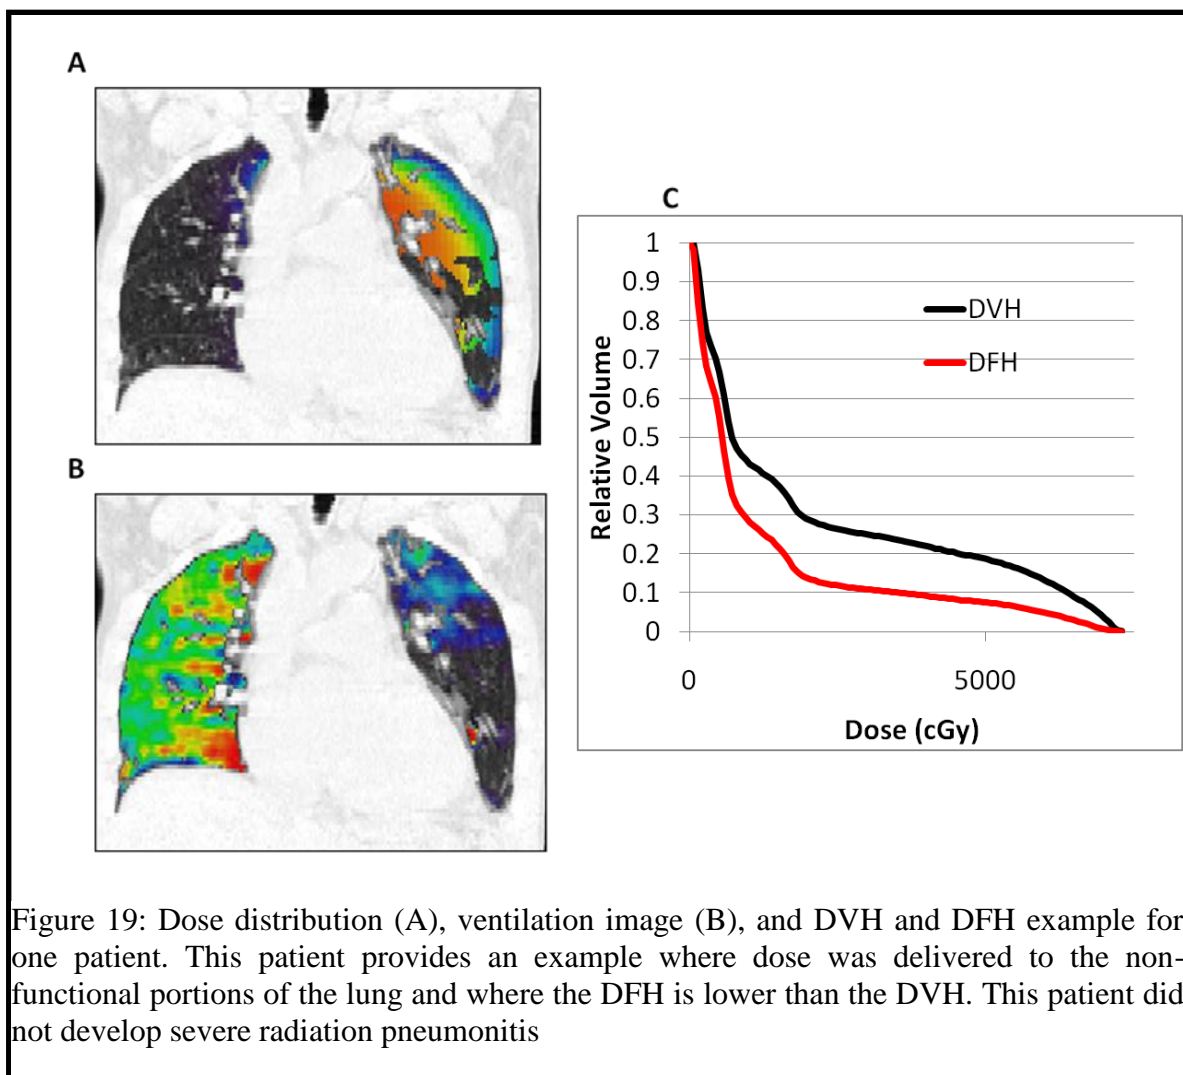 A
B
C
1
0.9
0.8
0.7
0.6
0.5
0.4
0.3
0.2
0.1
0
Relative Volume
DVH
DFH
0 5000
Dose (cGy)
Figure 19: Dose distribution (A), ventilation image (B), and DVH and DFH example for
one patient. This patient provides an example where dose was delivered to the non-
functional portions of the lung and where the DFH is lower than the DVH. This patient did
not develop severe radiation pneumonitis